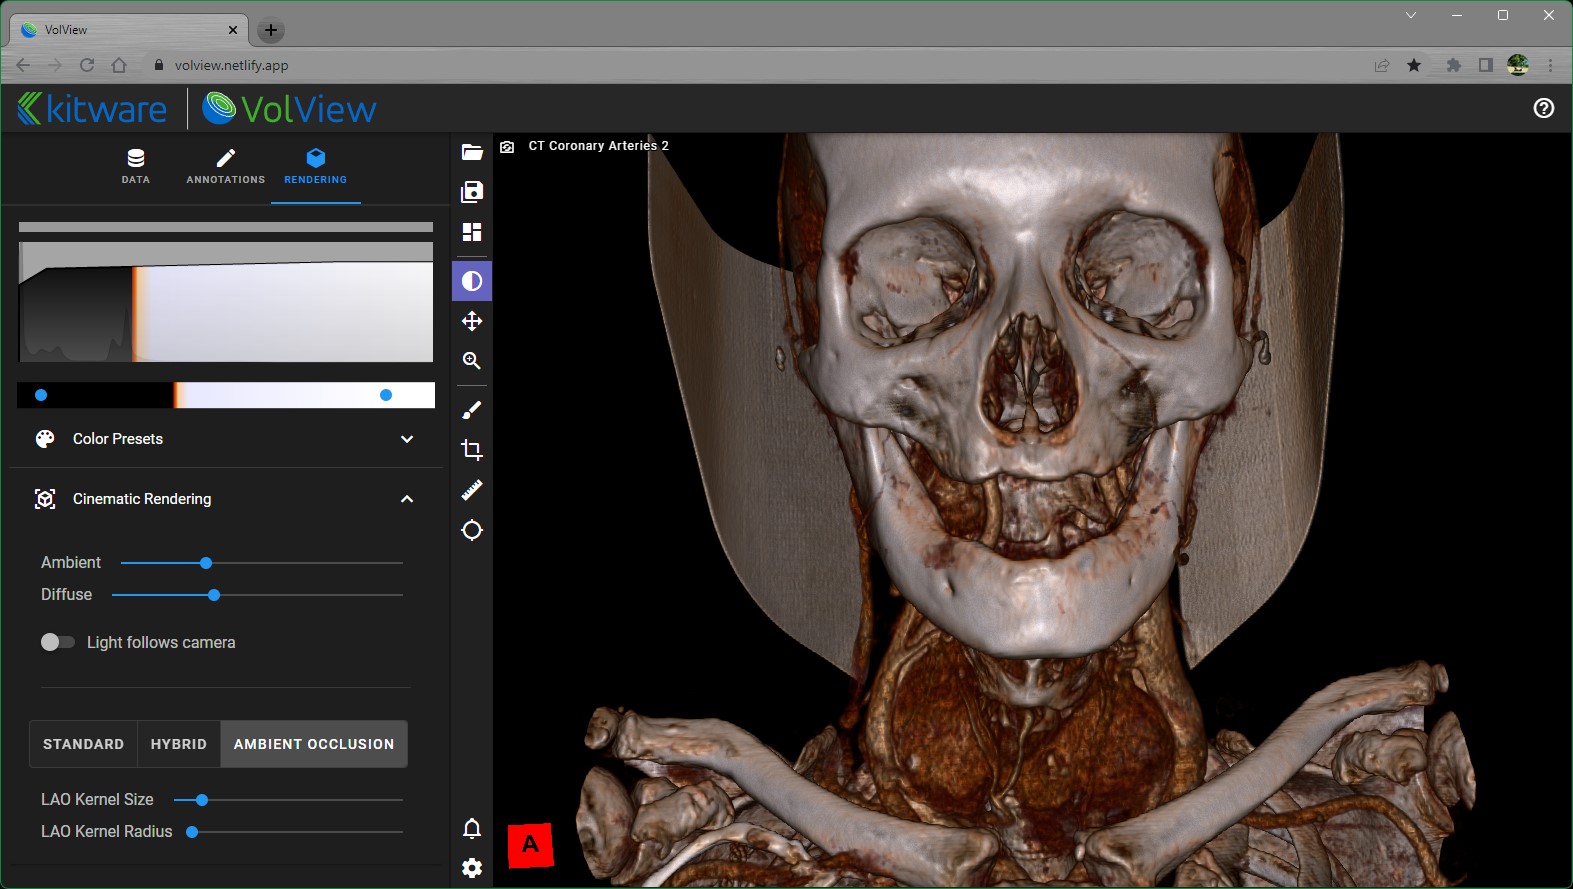 VolView
volview.netlify.app
kitware VolView
CT Coronary Arteries 2
DATA ANNOTATIONS RENDERING
Color Presets
Cinematic Rendering
Ambient
Diffuse
Light follows camera
STANDARD HYBRID AMBIENT OCCLUSION
LAO Kernel Size
LAO Kernel Radius
A